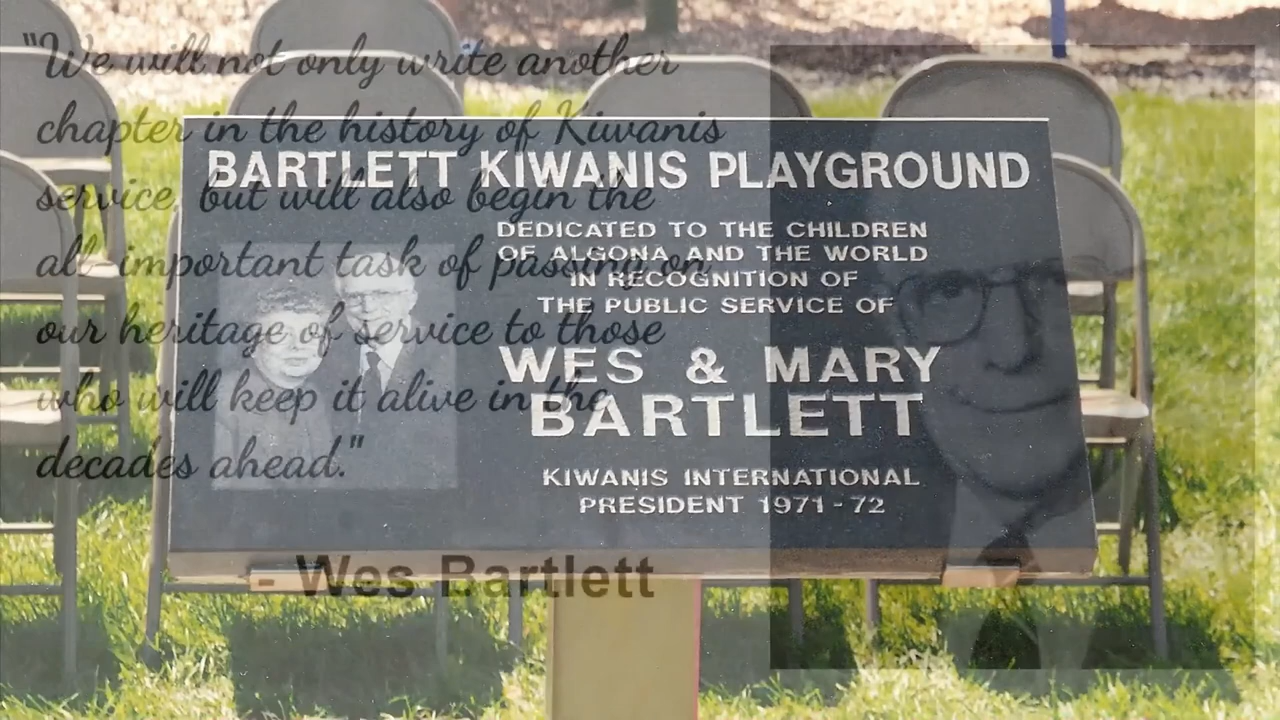 "We will not only write another
chapter in the history of Kiwanis
service, but will also begin the
all-important task of passing on
our heritage of service to those
who will keep it alive in the
decades ahead."
- Wes Bartlett
BARTLETT KIWANIS PLAYGROUND
DEDICATED TO THE CHILDREN
OF ALGONA AND THE WORLD
IN RECOGNITION OF
THE PUBLIC SERVICE OF
WES & MARY
BARTLETT
KIWANIS INTERNATIONAL
PRESIDENT 1971-72